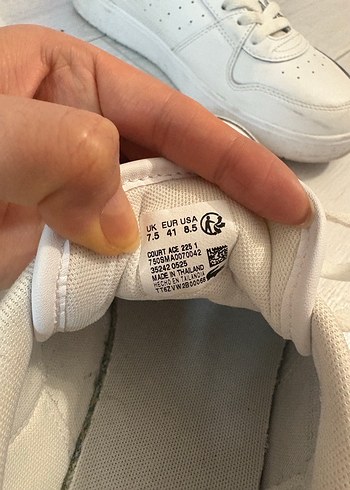 UK EUR USA
7.5 41 8.5
COURT ACE 225 1
750SMA0070042
35242 0525
MADE IN THAILAND
HECHO EN TAILANDIA
TT6ZVW2B00066